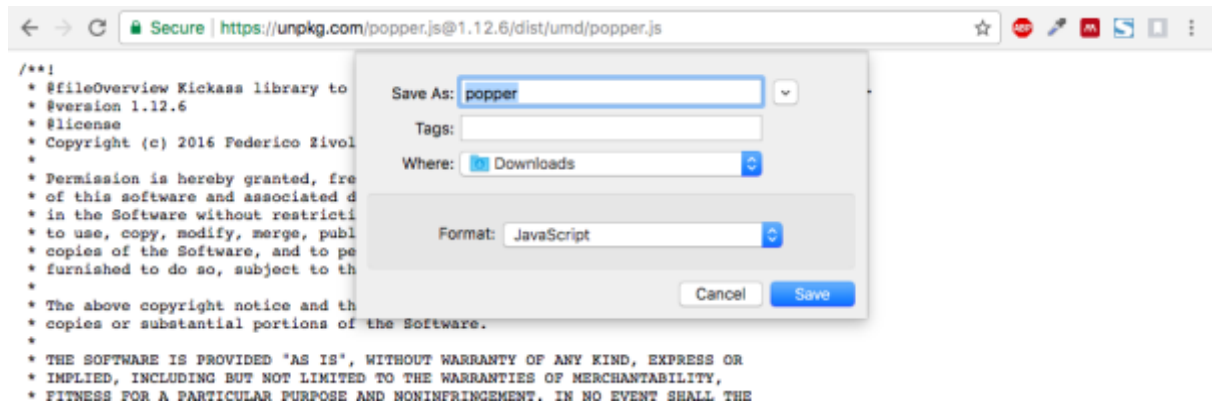 Secure | https://unpkg.com/popper.js@1.12.6/dist/umd/popper.js
ABP
/**!
* @fileOverview Kickass library to
* @version 1.12.6
* @license
* Copyright (c) 2016 Federico Zivol
*
* Permission is hereby granted, fre
* of this software and associated d
* in the Software without restricti
* to use, copy, modify, merge, publ
* copies of the Software, and to pe
* furnished to do so, subject to th
*
* The above copyright notice and th
* copies or substantial portions of the Software.
*
* THE SOFTWARE IS PROVIDED "AS IS", WITHOUT WARRANTY OF ANY KIND, EXPRESS OR
* IMPLIED, INCLUDING BUT NOT LIMITED TO THE WARRANTIES OF MERCHANTABILITY,
* FITNESS FOR A PARTICULAR PURPOSE AND NONINFRINGEMENT. IN NO EVENT SHALL THE
Save As: popper
Tags:
Where: Downloads
Format: JavaScript
Cancel Save